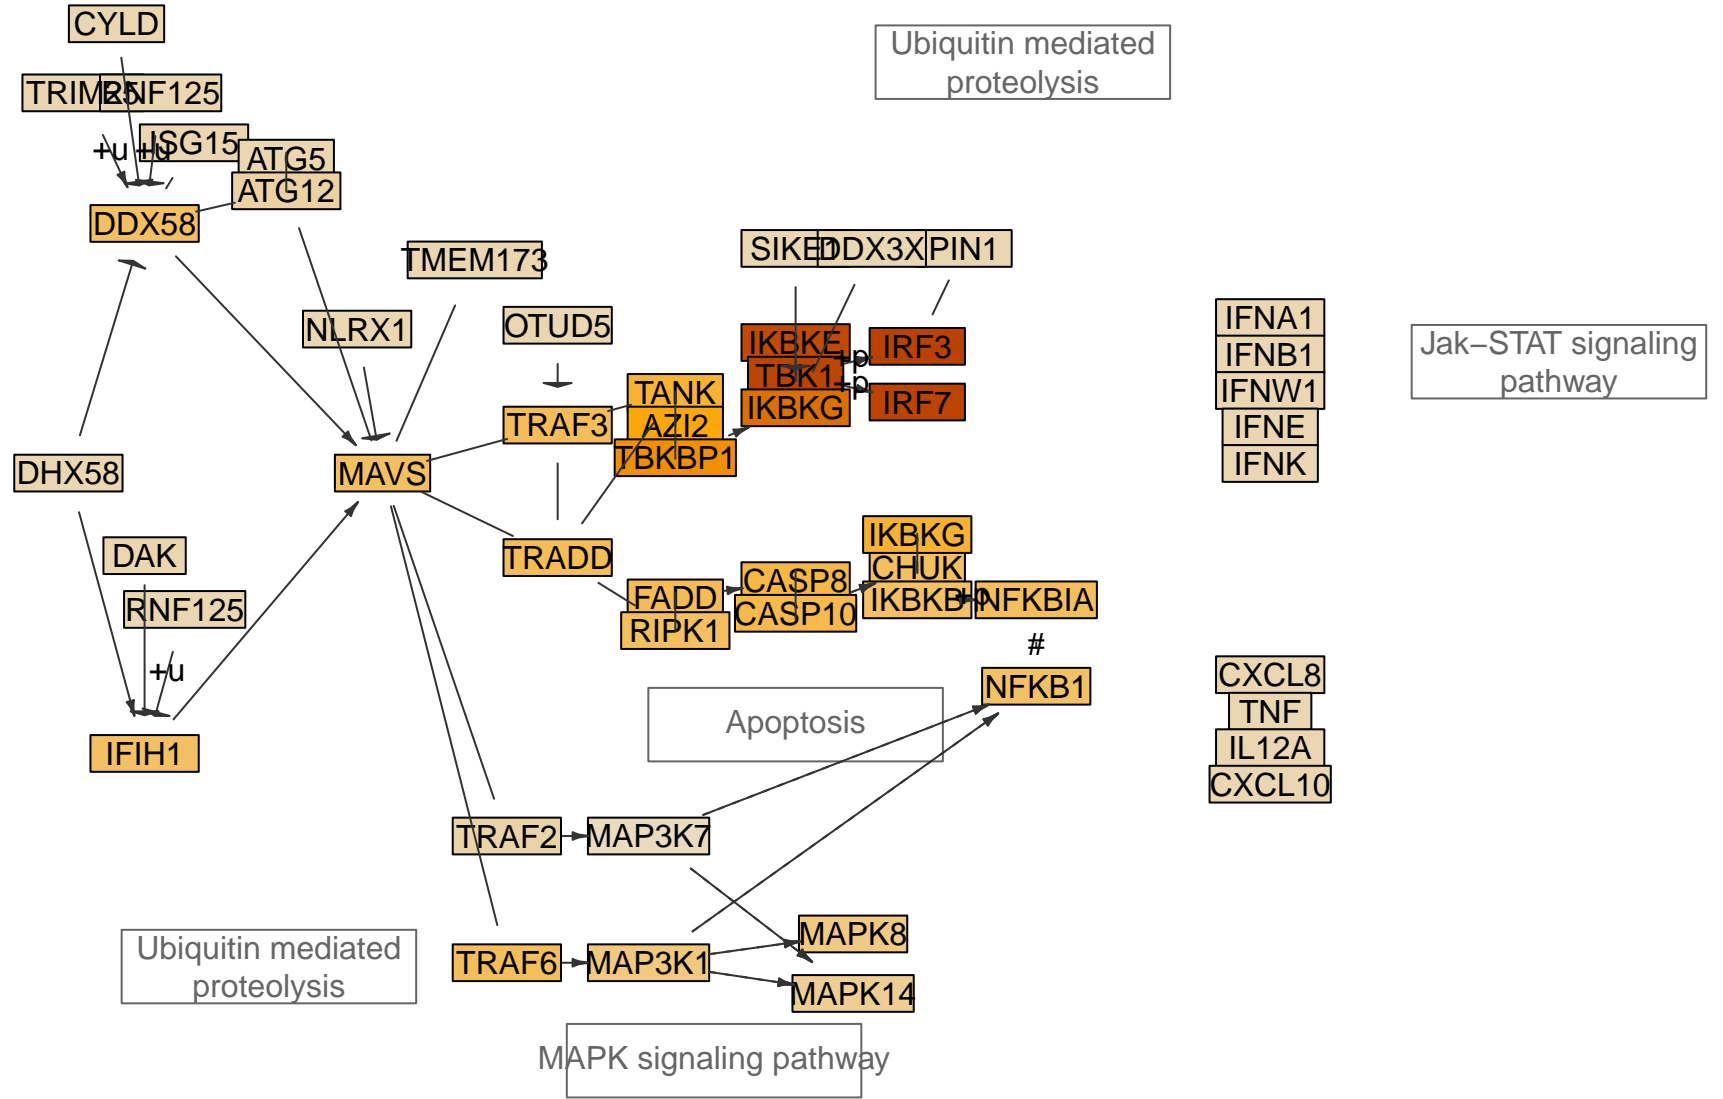 CYLD
Ubiquitin mediated
proteolysis
TRIM25
RNF125
+u
+u
ISG15
ATG5
ATG12
DDX58
TMEM173
SIKE1
DDX3X
PIN1
NLRX1
OTUD5
IKBKE
+p
IRF3
TBK1
+p
IRF7
IKBKG
IFNA1
IFNB1
IFNW1
IFNE
IFNK
Jak−STAT signaling
pathway
TANK
AZI2
TBKBP1
TRAF3
DHX58
MAVS
DAK
RNF125
+u
IFIH1
TRADD
FADD
RIPK1
CASP8
CASP10
IKBKG
CHUK
IKBKB
+p
NFKBIA
#
NFKB1
Apoptosis
CXCL8
TNF
IL12A
CXCL10
TRAF2
MAP3K7
Ubiquitin mediated
proteolysis
TRAF6
MAP3K1
MAPK8
MAPK14
MAPK signaling pathway